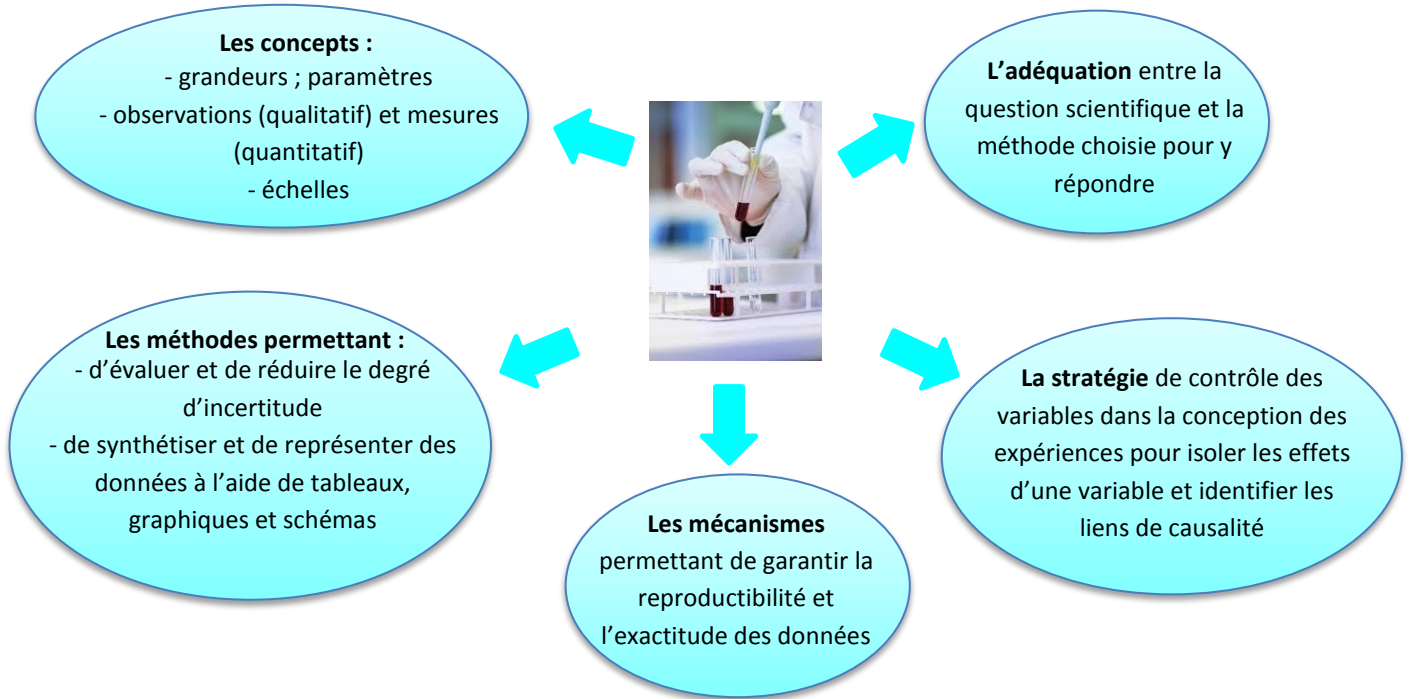 Les concepts :
- grandeurs ; paramètres
- observations (qualitatif) et mesures
(quantitatif)
- échelles
L’adéquation entre la
question scientifique et la
méthode choisie pour y
répondre
Les méthodes permettant :
- d’évaluer et de réduire le degré
d’incertitude
- de synthétiser et de représenter des
données à l’aide de tableaux,
graphiques et schémas
Les mécanismes
permettant de garantir la
reproductibilité et
l’exactitude des données
La stratégie de contrôle des
variables dans la conception des
expériences pour isoler les effets
d’une variable et identifier les
liens de causalité